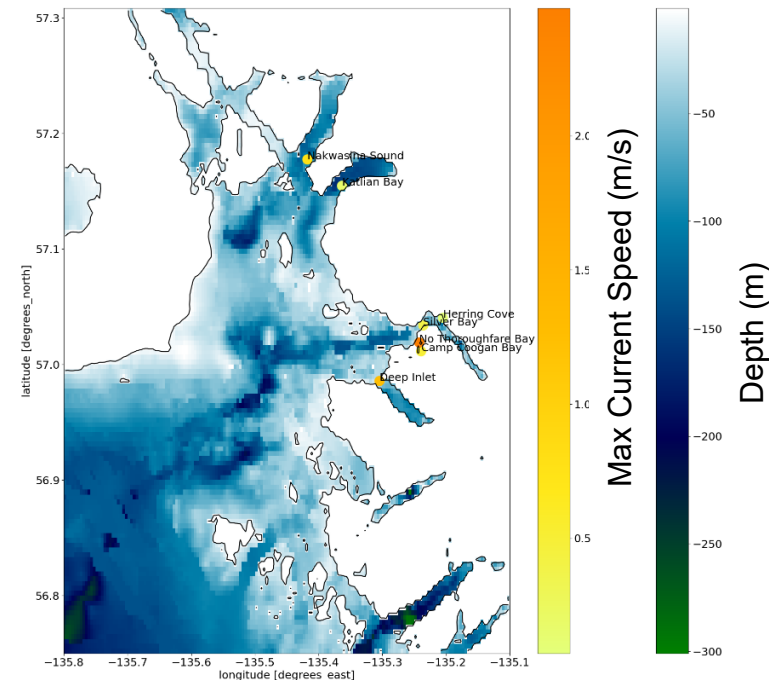 57.3
57.2
57.1
57.0
56.9
56.8
−135.8
−135.7
−135.6
−135.5
−135.4
−135.3
−135.2
−135.1
longitude [degrees_east]
latitude [degrees_north]
Nakwasina Sound
Katlian Bay
Herring Cove
Silver Bay
No Thoroughfare Bay
Camp Coogan Bay
Deep Inlet
2.0
1.5
1.0
0.5
Max Current Speed (m/s)
−50
−100
−150
−200
−250
−300
Depth (m)